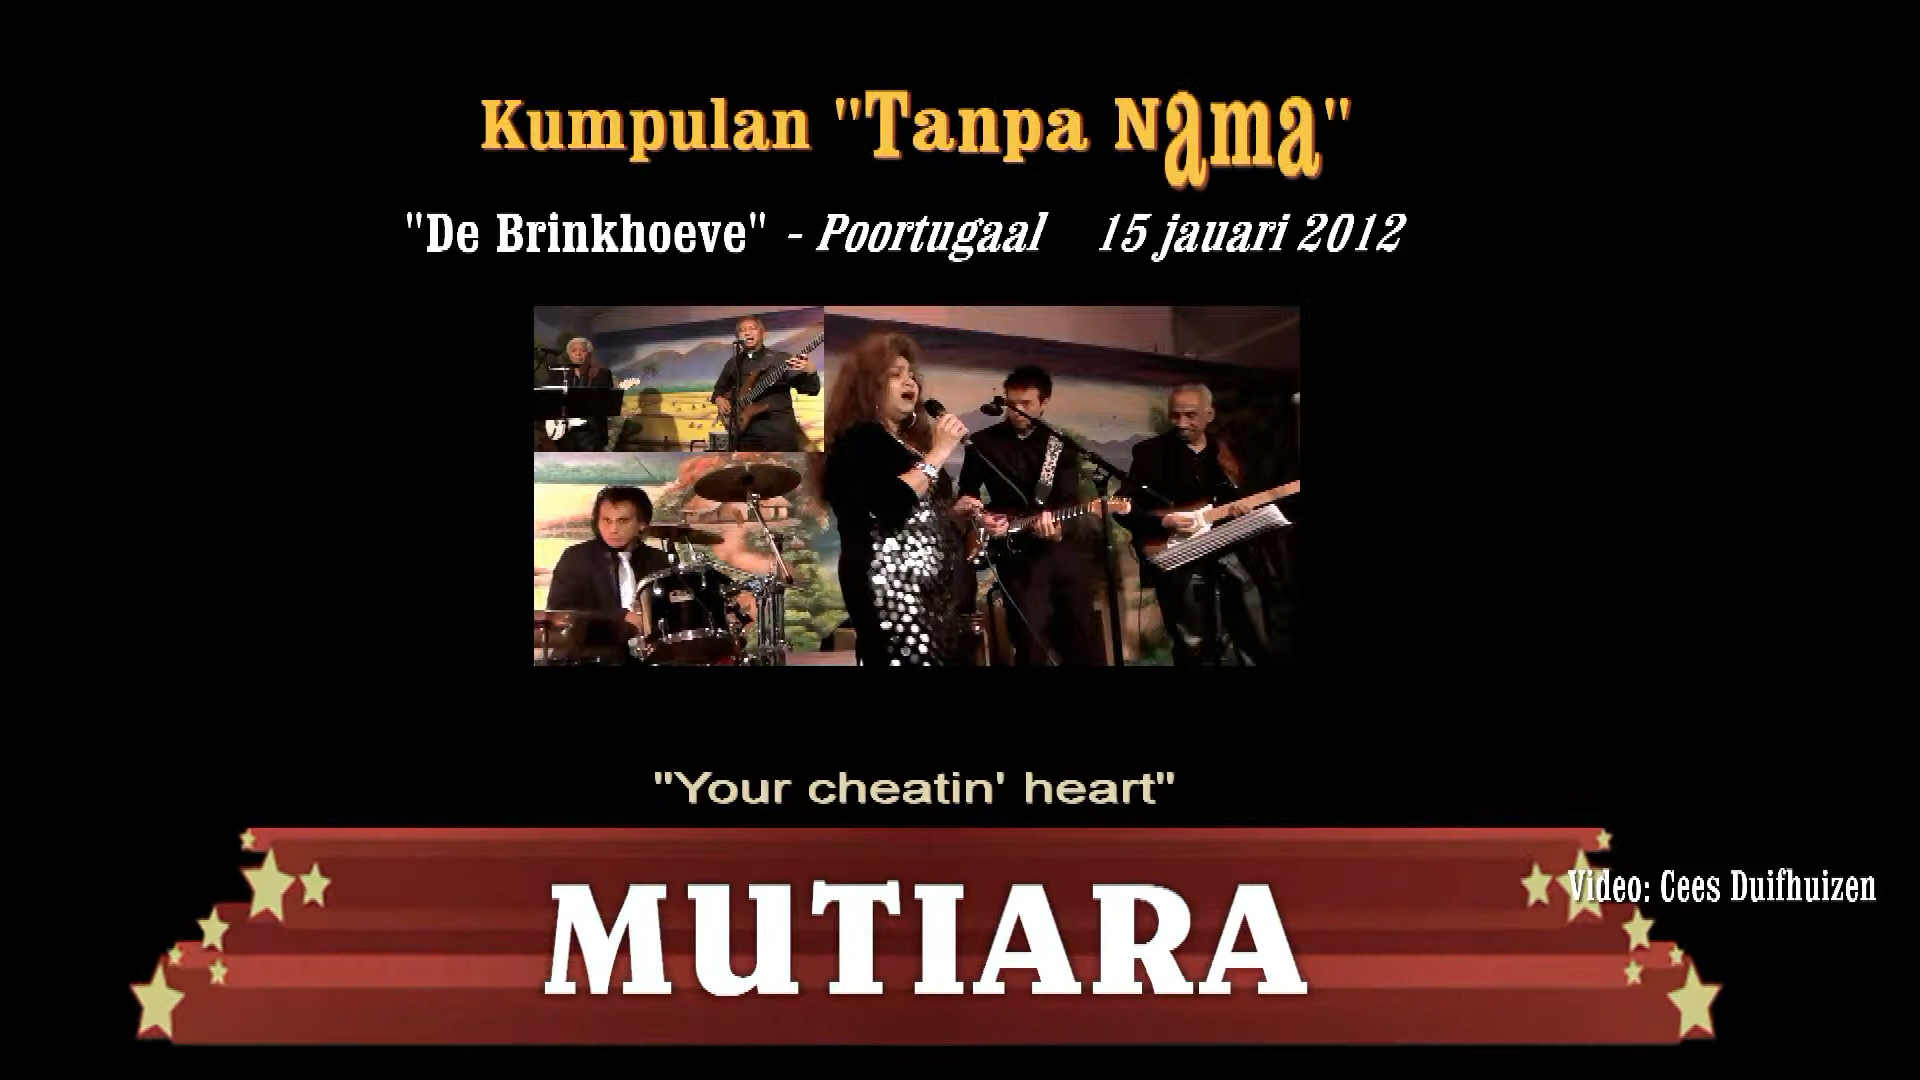 Kumpulan "Tanpa Nama"
"De Brinkhoeve" - Poortugaal 15 jauari 2012
"Your cheatin' heart"
MUTIARA
Video: Cees Duifhuizen